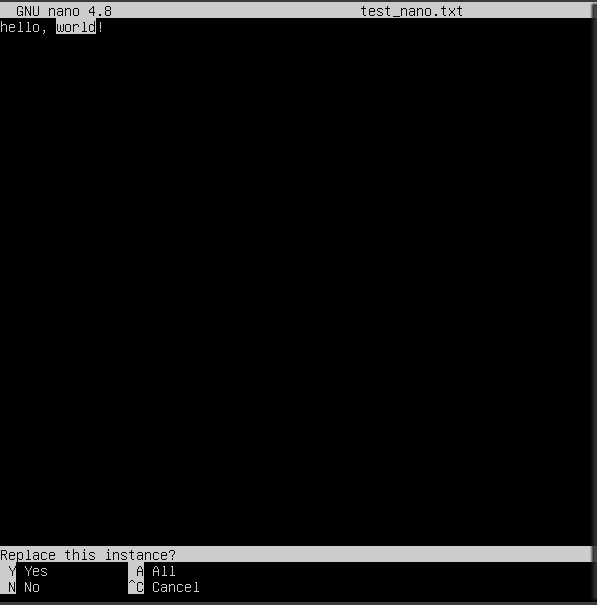 GNU nano 4.8 test_nano.txt
hello, world!
Replace this instance?
Y Yes A All
N No ^C Cancel